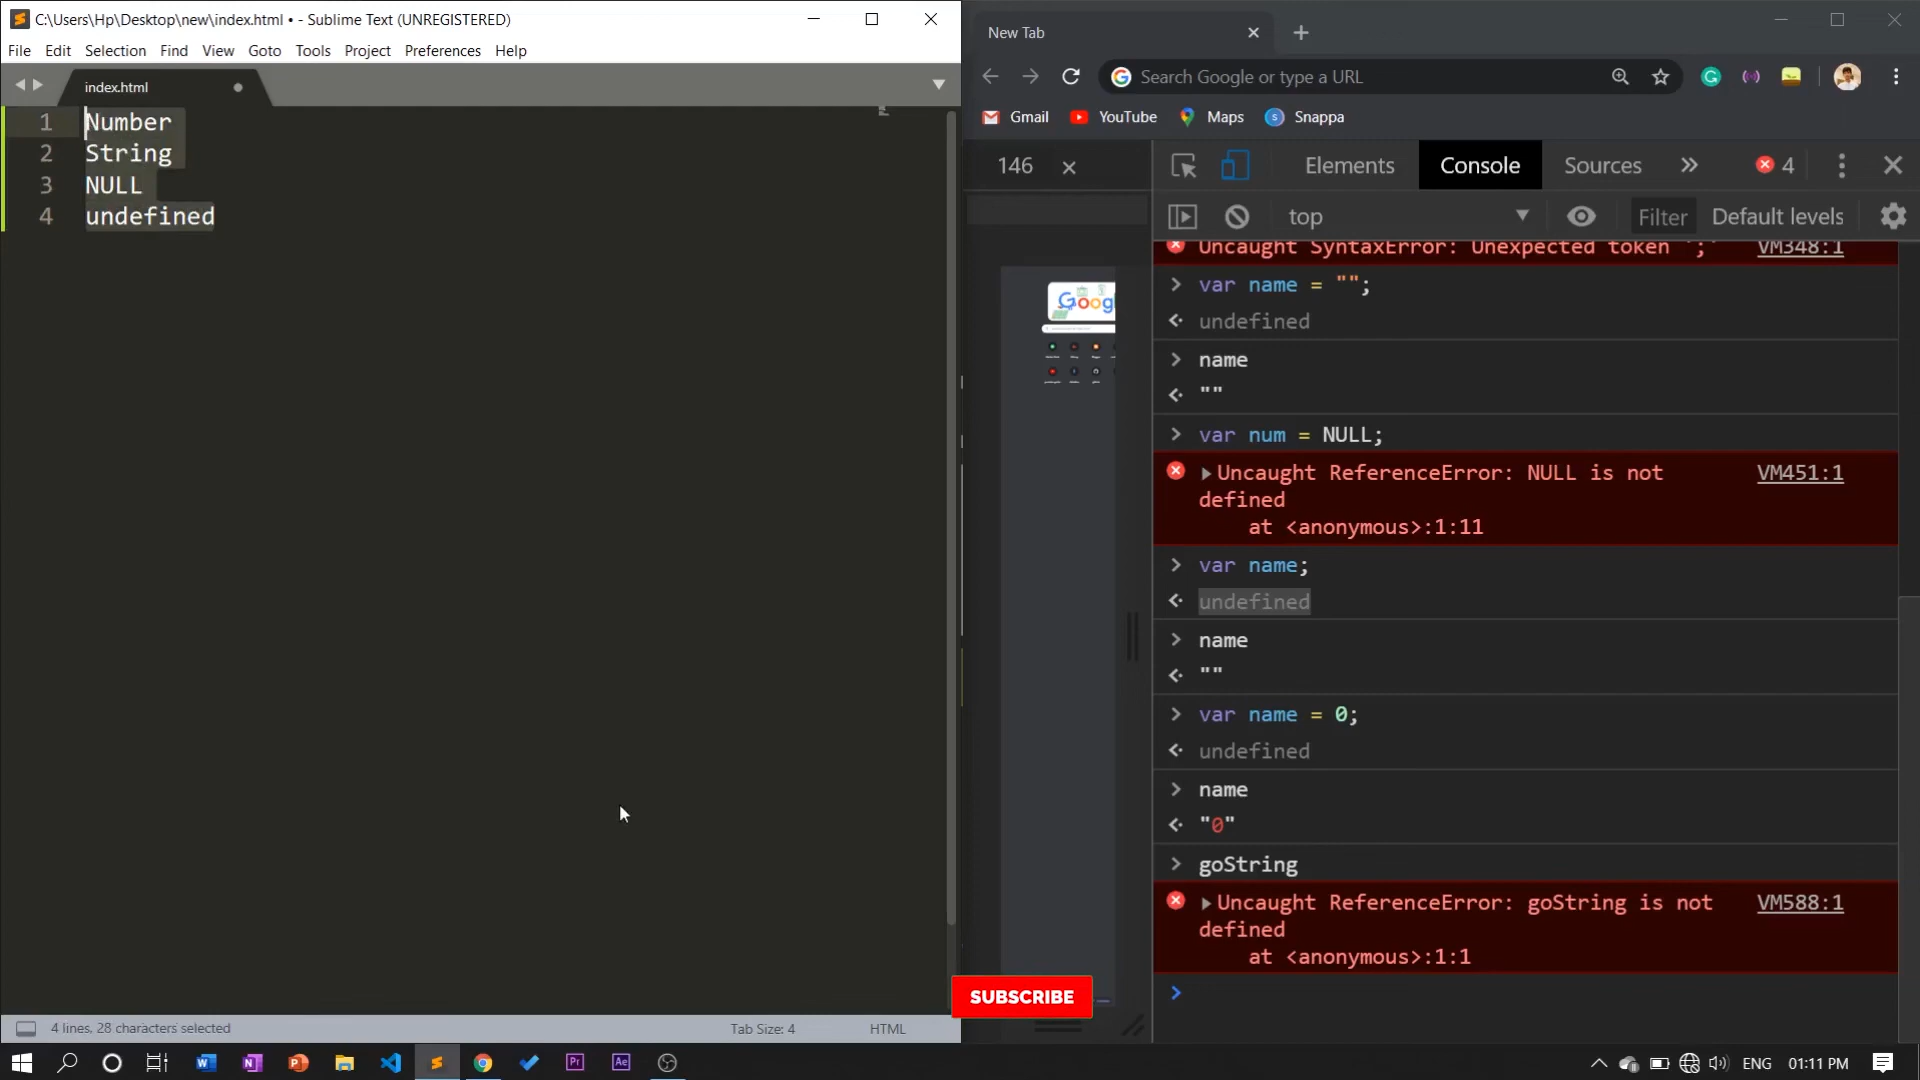 C:\Users\Hp\Desktop\new\index.html • - Sublime Text (UNREGISTERED)
File Edit Selection Find View Goto Tools Project Preferences Help
index.html
1 Number
2 String
3 NULL
4 undefined
4 lines, 28 characters selected
Tab Size: 4
HTML
New Tab
Search Google or type a URL
Gmail YouTube Maps Snappa
146
Elements Console Sources » 4
top
Filter
Default levels
Uncaught SyntaxError: Unexpected token ';' VM348:1
> var name = "";
undefined
> name
""
> var num = NULL;
Uncaught ReferenceError: NULL is not VM451:1
defined
at <anonymous>:1:11
> var name;
undefined
> name
""
> var name = 0;
undefined
> name
"0"
> goString
Uncaught ReferenceError: goString is not VM588:1
defined
at <anonymous>:1:1
>
SUBSCRIBE
ENG 01:11 PM